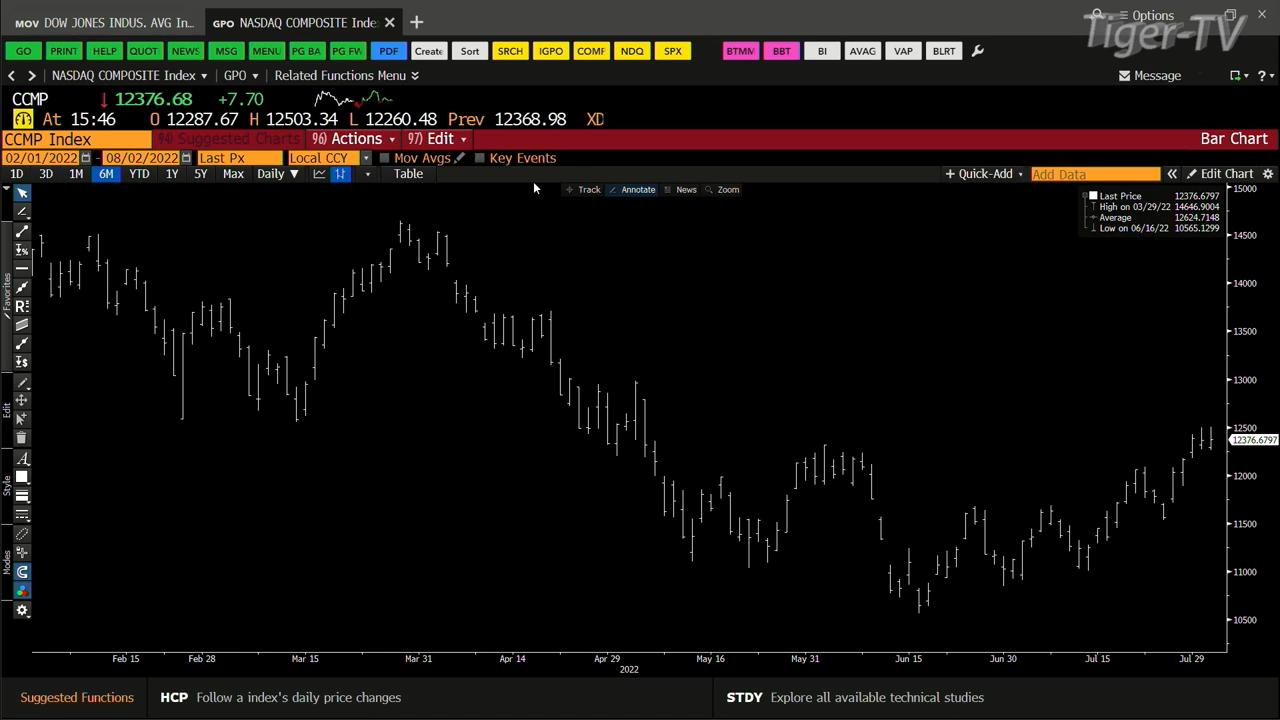 MOV DOW JONES INDUS. AVG In...
GPO NASDAQ COMPOSITE Inde
Options
Tiger-TV
GO PRINT HELP QUOT NEWS MSG MENU PG BA PG FW PDF Create Sort SRCH IGPO COMF NDQ SPX BTMM BBT BI AVAG VAP BLRT
NASDAQ COMPOSITE Index GPO Related Functions Menu Message ?
CCMP 12376.68 +7.70
At 15:46 O 12287.67 H 12503.34 L 12260.48 Prev 12368.98 XD
CCMP Index 94) Suggested Charts 96) Actions 97) Edit Bar Chart
02/01/2022 08/02/2022 Last Px Local CCY Mov Avgs Key Events
1D 3D 1M 6M YTD 1Y 5Y Max Daily Table + Quick-Add Add Data Edit Chart
Track Annotate News Zoom
Last Price 12376.6797
High on 03/29/22 14646.9004
Average 12624.7148
Low on 06/16/22 10565.1299
Favorites
Edit
Style
Modes
15000
14500
14000
13500
13000
12500
12376.6797
12000
11500
11000
10500
Feb 15 Feb 28 Mar 15 Mar 31 Apr 14 Apr 29 May 16 May 31 Jun 15 Jun 30 Jul 15 Jul 29
2022
Suggested Functions HCP Follow a index's daily price changes STDY Explore all available technical studies